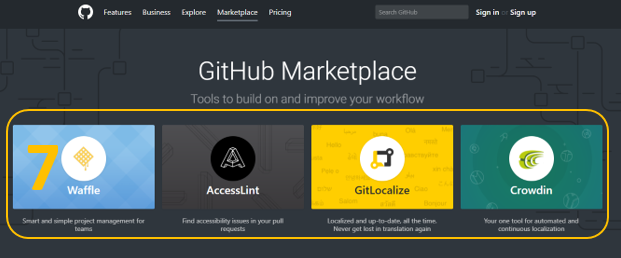 Features Business Explore Marketplace Pricing Search GitHub Sign in or Sign up
GitHub Marketplace
Tools to build on and improve your workflow
7
Waffle
Smart and simple project management for
teams
AccessLint
Find accessibility issues in your pull
requests
GitLocalize
Localized and up-to-date, all the time.
Never get lost in translation again
Crowdin
Your one tool for automated and
continuous localization